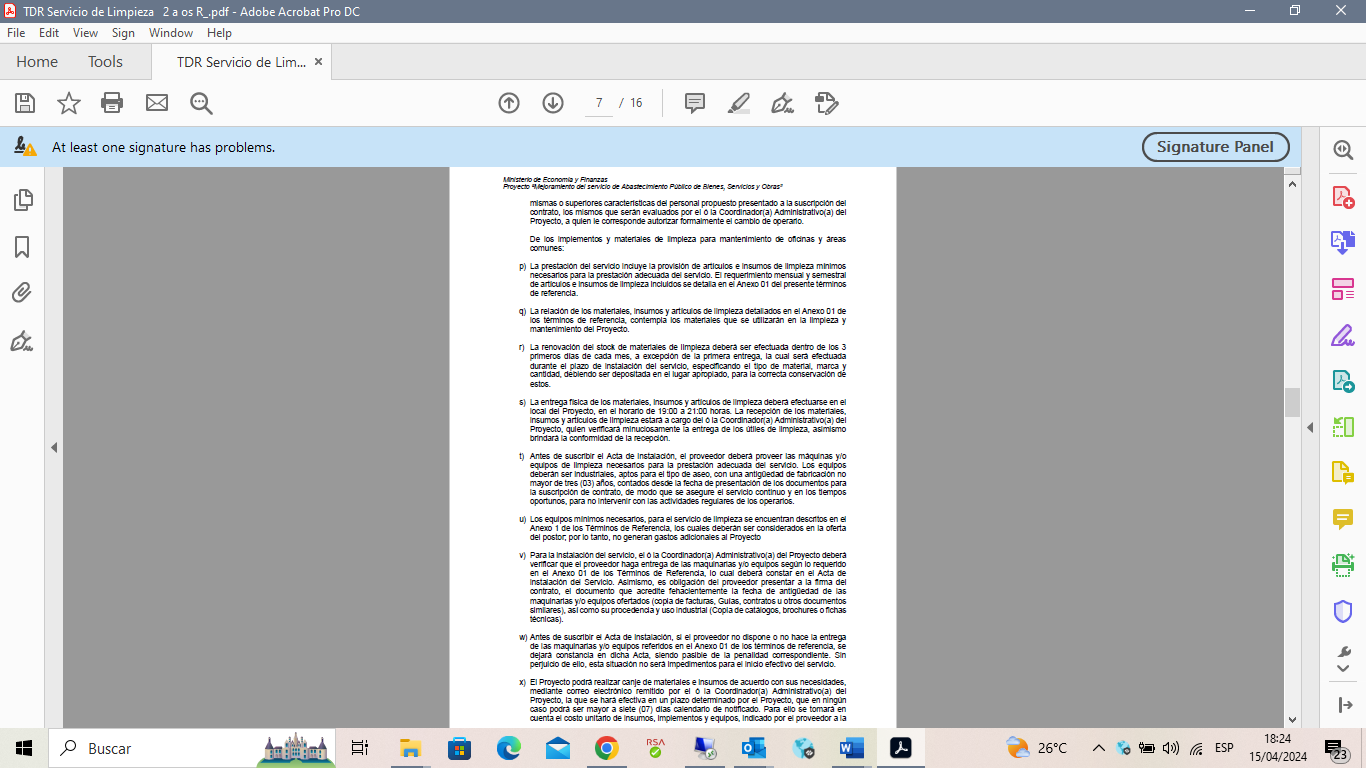 TDR Servicio de Limpieza 2 a os R_.pdf - Adobe Acrobat Pro DC
File Edit View Sign Window Help
Home Tools TDR Servicio de Lim... ×
7 / 16
At least one signature has problems.
Signature Panel
Ministerio de Economía y Finanzas
Proyecto "Mejoramiento del servicio de Abastecimiento Público de Bienes, Servicios y Obras"
mismas o superiores características del personal propuesto presentado a la suscripción del
contrato, los mismos que serán evaluados por el ó la Coordinador(a) Administrativo(a) del
Proyecto, a quien le corresponde autorizar formalmente el cambio de operario.
De los implementos y materiales de limpieza para mantenimiento de oficinas y áreas
comunes:
p) La prestación del servicio incluye la provisión de artículos e insumos de limpieza mínimos
necesarios para la prestación adecuada del servicio. El requerimiento mensual y semestral
de artículos e insumos de limpieza incluidos se detalla en el Anexo 01 del presente términos
de referencia.
q) La relación de los materiales, insumos y artículos de limpieza detallados en el Anexo 01 de
los términos de referencia, contempla los materiales que se utilizarán en la limpieza y
mantenimiento del Proyecto.
r) La renovación del stock de materiales de limpieza deberá ser efectuada dentro de los 3
primeros días de cada mes, a excepción de la primera entrega, la cual será efectuada
durante el plazo de instalación del servicio, especificando el tipo de material, marca y
cantidad, debiendo ser depositada en el lugar apropiado, para la correcta conservación de
estos.
s) La entrega física de los materiales, insumos y artículos de limpieza deberá efectuarse en el
local del Proyecto, en el horario de 19:00 a 21:00 horas. La recepción de los materiales,
insumos y artículos de limpieza estará a cargo del ó la Coordinador(a) Administrativo(a) del
Proyecto, quien verificará minuciosamente la entrega de los útiles de limpieza, asimismo
brindará la conformidad de la recepción.
t) Antes de suscribir el Acta de Instalación, el proveedor deberá proveer las máquinas y/o
equipos de limpieza necesarios para la prestación adecuada del servicio. Los equipos
deberán ser industriales, aptos para el tipo de aseo, con una antigüedad de fabricación no
mayor de tres (03) años, contados desde la fecha de presentación de los documentos para
la suscripción de contrato, de modo que se asegure el servicio continuo y en los tiempos
oportunos, para no intervenir con las actividades regulares de los operarios.
u) Los equipos mínimos necesarios, para el servicio de limpieza se encuentran descritos en el
Anexo 1 de los Términos de Referencia, los cuales deberán ser considerados en la oferta
del postor; por lo tanto, no generan gastos adicionales al Proyecto
v) Para la instalación del servicio, el ó la Coordinador(a) Administrativo(a) del Proyecto deberá
verificar que el proveedor haga entrega de las maquinarias y/o equipos según lo requerido
en el Anexo 01 de los Términos de Referencia, lo cual deberá constar en el Acta de
Instalación del Servicio. Asimismo, es obligación del proveedor presentar a la firma del
contrato, el documento que acredite fehacientemente la fecha de antigüedad de las
maquinarias y/o equipos ofertados (copia de facturas, Guías, contratos u otros documentos
similares), así como su procedencia y uso industrial (Copia de catálogos, brochures o fichas
técnicas).
w) Antes de suscribir el Acta de Instalación, si el proveedor no dispone o no hace la entrega
de las maquinarias y/o equipos referidos en el Anexo 01 de los términos de referencia, se
dejará constancia en dicha Acta, siendo pasible de la penalidad correspondiente. Sin
perjuicio de ello, esta situación no será impedimentos para el inicio efectivo del servicio.
x) El Proyecto podrá realizar canje de materiales e insumos de acuerdo con sus necesidades,
mediante correo electrónico remitido por el ó la Coordinador(a) Administrativo(a) del
Proyecto, la que se hará efectiva en un plazo determinado por el Proyecto, que en ningún
caso podrá ser mayor a siete (07) días calendario de notificado. Para ello se tomará en
cuenta el costo unitario de insumos, implementos y equipos, indicado por el proveedor a la
Buscar
RSA
26°C
ESP
18:24
15/04/2024
23